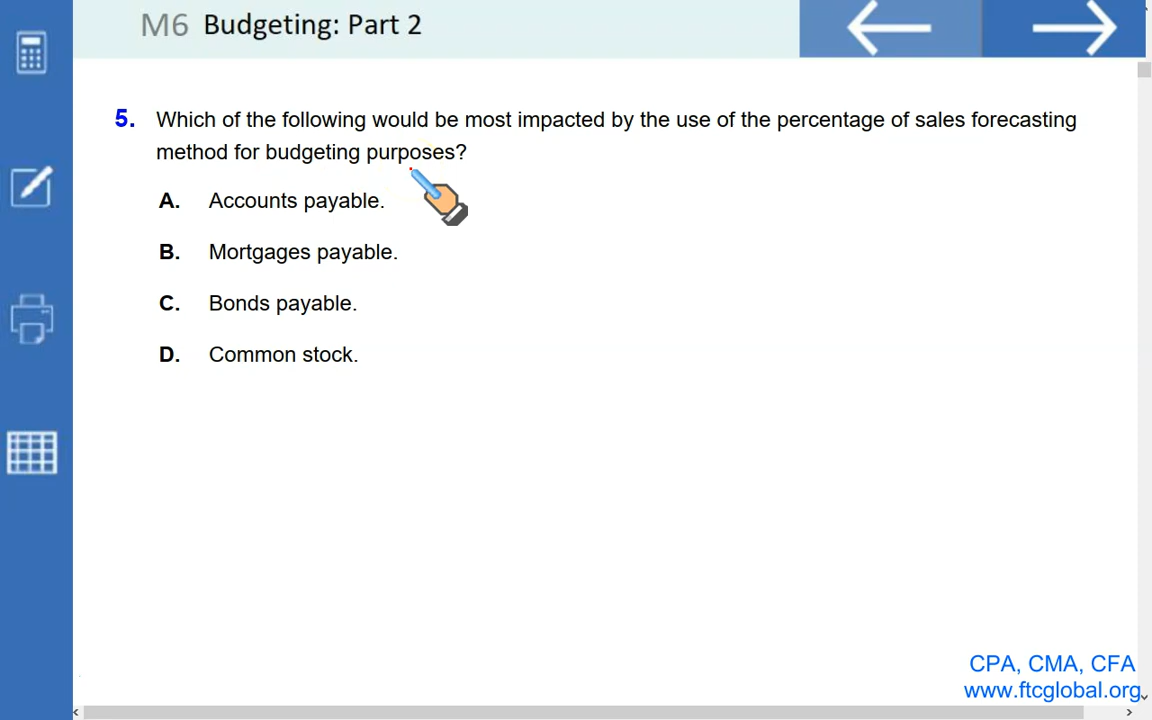 M6 Budgeting: Part 2
5. Which of the following would be most impacted by the use of the percentage of sales forecasting
method for budgeting purposes?
A. Accounts payable.
B. Mortgages payable.
C. Bonds payable.
D. Common stock.
CPA, CMA, CFA
www.ftcglobal.org